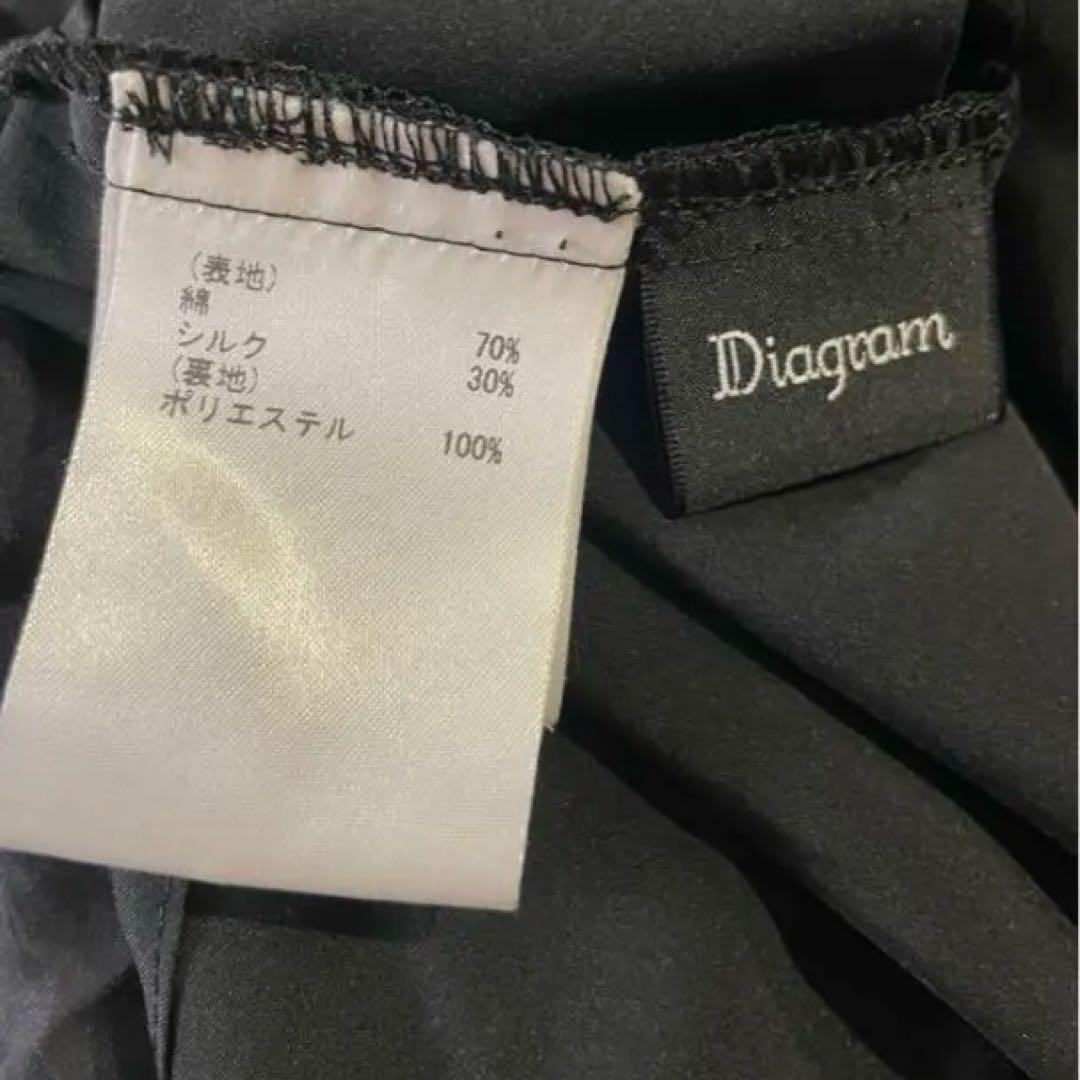 (表地)
綿 70%
シルク 30%
(裏地)
ポリエステル 100%
Diagram